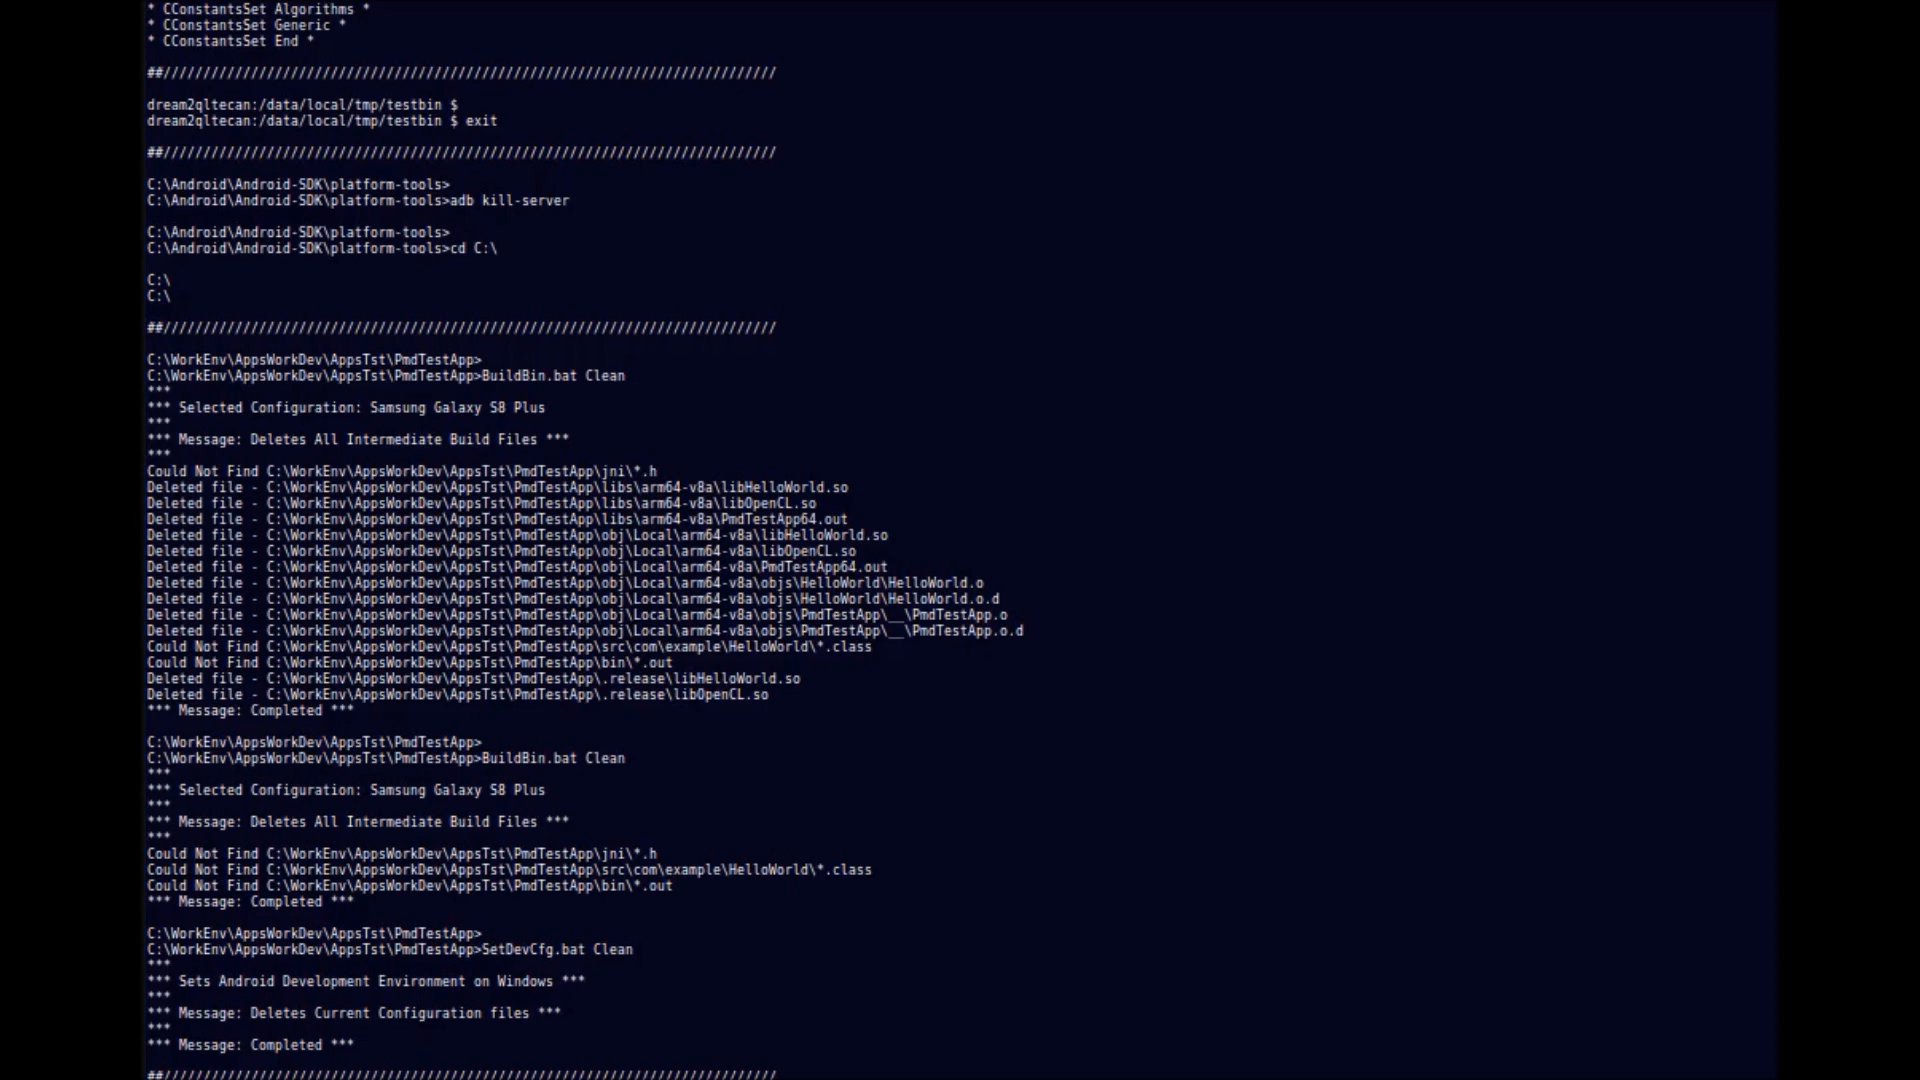 * CConstantsSet Algorithms *
* CConstantsSet Generic *
* CConstantsSet End *
##/////////////////////////////////////////////////////////////////////////////
dream2qltecan:/data/local/tmp/testbin $
dream2qltecan:/data/local/tmp/testbin $ exit
##/////////////////////////////////////////////////////////////////////////////
C:\Android\Android-SDK\platform-tools>
C:\Android\Android-SDK\platform-tools>adb kill-server
C:\Android\Android-SDK\platform-tools>
C:\Android\Android-SDK\platform-tools>cd C:\
C:\
C:\
##/////////////////////////////////////////////////////////////////////////////
C:\WorkEnv\AppsWorkDev\AppsTst\PmdTestApp>
C:\WorkEnv\AppsWorkDev\AppsTst\PmdTestApp>BuildBin.bat Clean
***
*** Selected Configuration: Samsung Galaxy S8 Plus
***
*** Message: Deletes All Intermediate Build Files ***
***
Could Not Find C:\WorkEnv\AppsWorkDev\AppsTst\PmdTestApp\jni\*.h
Deleted file - C:\WorkEnv\AppsWorkDev\AppsTst\PmdTestApp\libs\arm64-v8a\libHelloWorld.so
Deleted file - C:\WorkEnv\AppsWorkDev\AppsTst\PmdTestApp\libs\arm64-v8a\libOpenCL.so
Deleted file - C:\WorkEnv\AppsWorkDev\AppsTst\PmdTestApp\libs\arm64-v8a\PmdTestApp64.out
Deleted file - C:\WorkEnv\AppsWorkDev\AppsTst\PmdTestApp\obj\Local\arm64-v8a\libHelloWorld.so
Deleted file - C:\WorkEnv\AppsWorkDev\AppsTst\PmdTestApp\obj\Local\arm64-v8a\libOpenCL.so
Deleted file - C:\WorkEnv\AppsWorkDev\AppsTst\PmdTestApp\obj\Local\arm64-v8a\PmdTestApp64.out
Deleted file - C:\WorkEnv\AppsWorkDev\AppsTst\PmdTestApp\obj\Local\arm64-v8a\objs\HelloWorld\HelloWorld.o
Deleted file - C:\WorkEnv\AppsWorkDev\AppsTst\PmdTestApp\obj\Local\arm64-v8a\objs\HelloWorld\HelloWorld.o.d
Deleted file - C:\WorkEnv\AppsWorkDev\AppsTst\PmdTestApp\obj\Local\arm64-v8a\objs\PmdTestApp\__\PmdTestApp.o
Deleted file - C:\WorkEnv\AppsWorkDev\AppsTst\PmdTestApp\obj\Local\arm64-v8a\objs\PmdTestApp\__\PmdTestApp.o.d
Could Not Find C:\WorkEnv\AppsWorkDev\AppsTst\PmdTestApp\src\com\example\HelloWorld\*.class
Could Not Find C:\WorkEnv\AppsWorkDev\AppsTst\PmdTestApp\bin\*.out
Deleted file - C:\WorkEnv\AppsWorkDev\AppsTst\PmdTestApp\.release\libHelloWorld.so
Deleted file - C:\WorkEnv\AppsWorkDev\AppsTst\PmdTestApp\.release\libOpenCL.so
*** Message: Completed ***
C:\WorkEnv\AppsWorkDev\AppsTst\PmdTestApp>
C:\WorkEnv\AppsWorkDev\AppsTst\PmdTestApp>BuildBin.bat Clean
***
*** Selected Configuration: Samsung Galaxy S8 Plus
***
*** Message: Deletes All Intermediate Build Files ***
***
Could Not Find C:\WorkEnv\AppsWorkDev\AppsTst\PmdTestApp\jni\*.h
Could Not Find C:\WorkEnv\AppsWorkDev\AppsTst\PmdTestApp\src\com\example\HelloWorld\*.class
Could Not Find C:\WorkEnv\AppsWorkDev\AppsTst\PmdTestApp\bin\*.out
*** Message: Completed ***
C:\WorkEnv\AppsWorkDev\AppsTst\PmdTestApp>
C:\WorkEnv\AppsWorkDev\AppsTst\PmdTestApp>SetDevCfg.bat Clean
***
*** Sets Android Development Environment on Windows ***
***
*** Message: Deletes Current Configuration files ***
***
*** Message: Completed ***
##/////////////////////////////////////////////////////////////////////////////